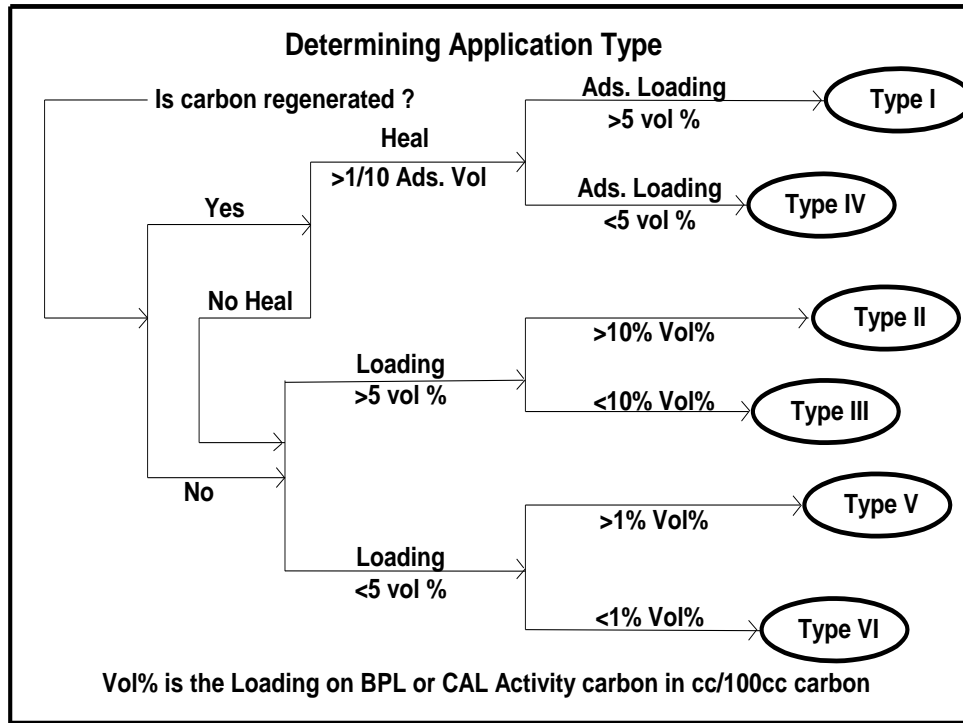 Determining Application Type
Is carbon regenerated ?
Ads. Loading
>5 vol %
Type I
Heal
>1/10 Ads. Vol
Ads. Loading
<5 vol %
Type IV
Yes
No Heal
>10% Vol%
Type II
Loading
>5 vol %
<10% Vol%
Type III
No
>1% Vol%
Type V
Loading
<5 vol %
<1% Vol%
Type VI
Vol% is the Loading on BPL or CAL Activity carbon in cc/100cc carbon